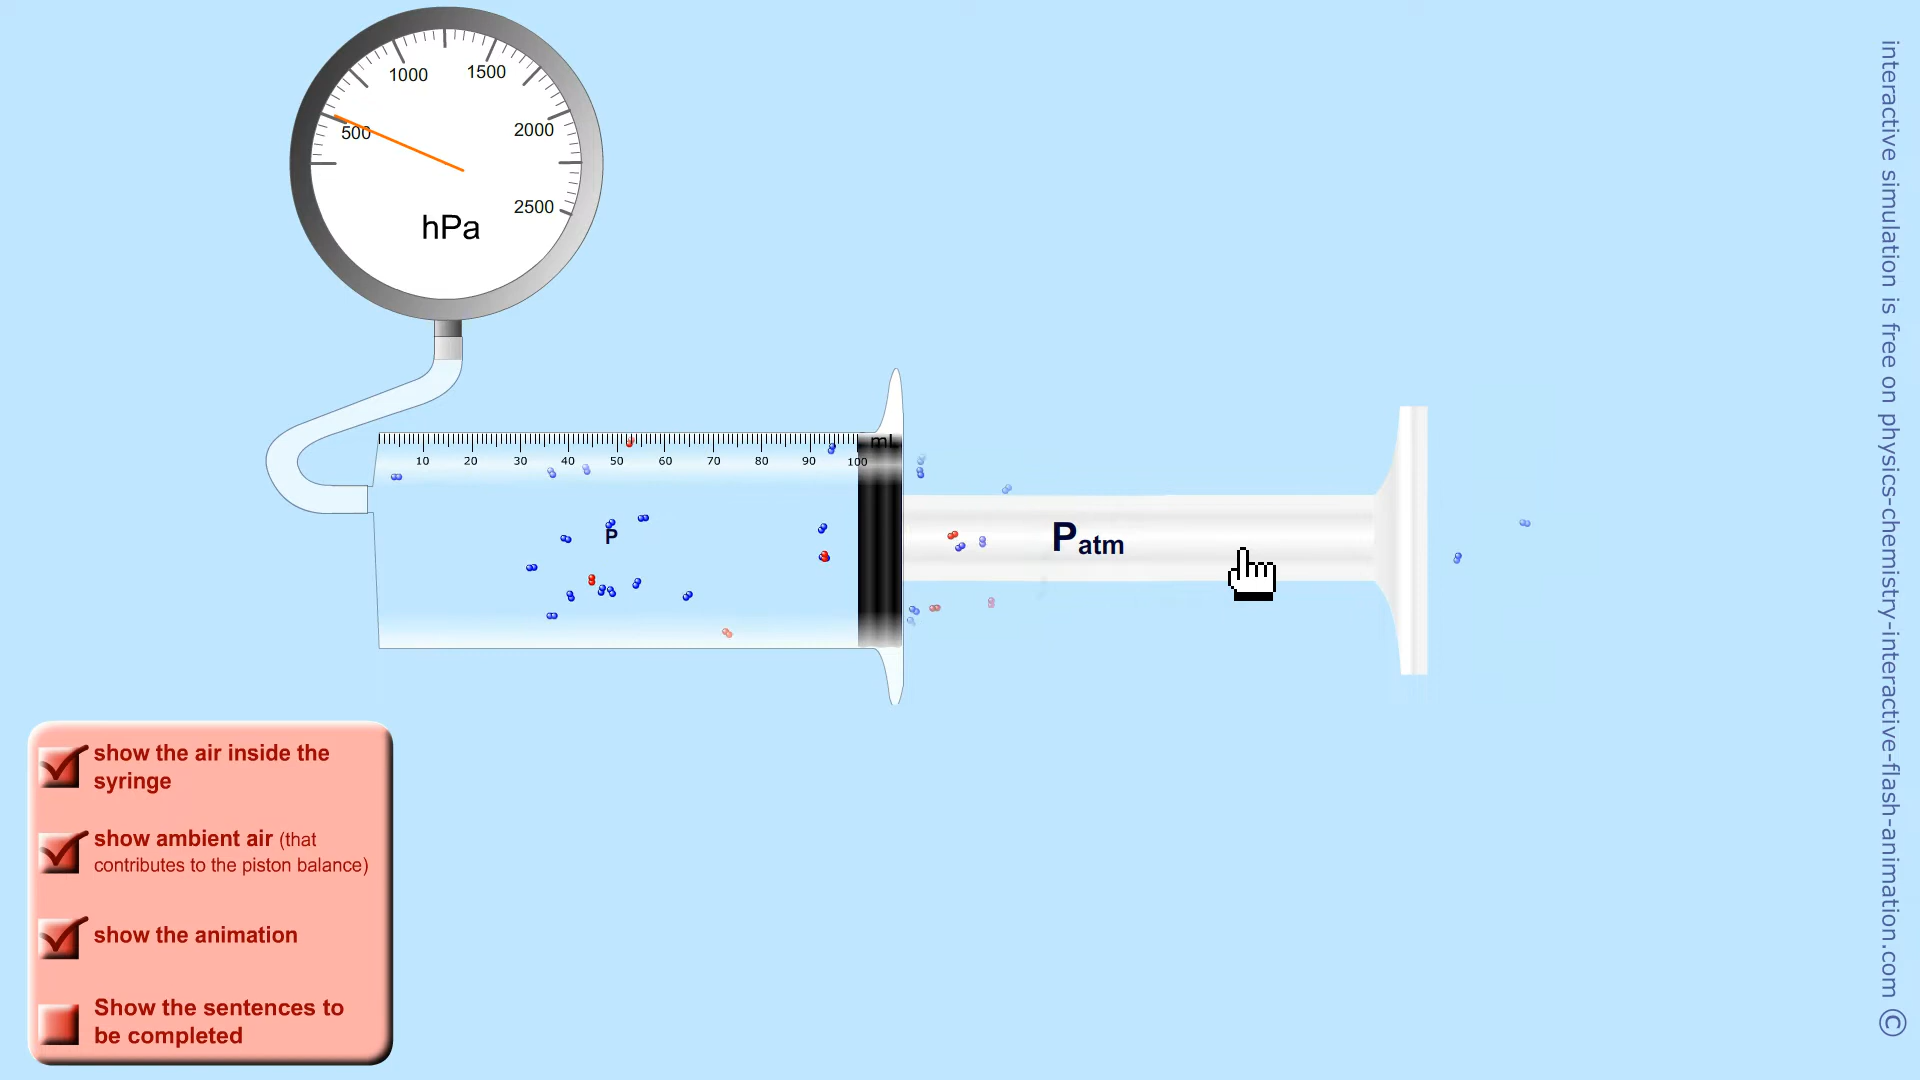 1000
1500
500
2000
2500
hPa
ml
10 20 30 40 50 60 70 80 90 100
P
Patm
show the air inside the
syringe
show ambient air (that
contributes to the piston balance)
show the animation
Show the sentences to
be completed
interactive simulation is free on physics-chemistry-interactive-flash-animation.com ©